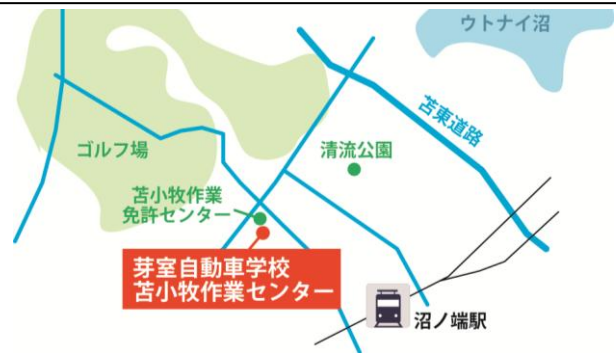 ウトナイ沼
苫東道路
ゴルフ場
清流公園
苫小牧作業
免許センター
芽室自動車学校
苫小牧作業センター
沼ノ端駅